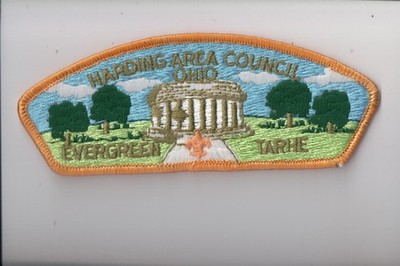 HARDING AREA COUNCIL
OHIO
EVERGREEN TARHE